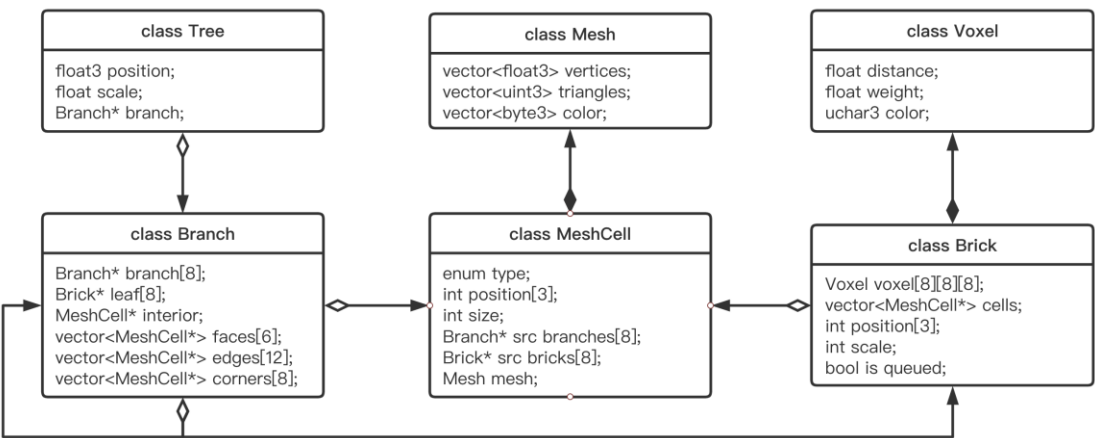 class Tree
float3 position;
float scale;
Branch* branch;
class Mesh
vector<float3> vertices;
vector<uint3> triangles;
vector<byte3> color;
class Voxel
float distance;
float weight;
uchar3 color;
class Branch
Branch* branch[8];
Brick* leaf[8];
MeshCell* interior;
vector<MeshCell*> faces[6];
vector<MeshCell*> edges[12];
vector<MeshCell*> corners[8];
class MeshCell
enum type;
int position[3];
int size;
Branch* src branches[8];
Brick* src bricks[8];
Mesh mesh;
class Brick
Voxel voxel[8][8][8];
vector<MeshCell*> cells;
int position[3];
int scale;
bool is queued;